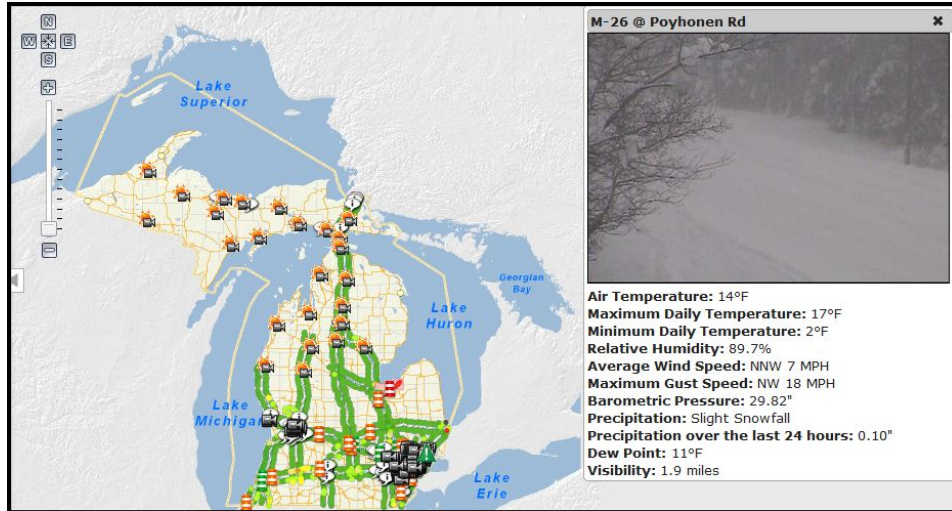 N
W
E
S
Lake
Superior
Georgian
Bay
Lake
Huron
Lake
Michigan
Lake
Erie
M-26 @ Poyhonen Rd
Air Temperature: 14°F
Maximum Daily Temperature: 17°F
Minimum Daily Temperature: 2°F
Relative Humidity: 89.7%
Average Wind Speed: NNW 7 MPH
Maximum Gust Speed: NW 18 MPH
Barometric Pressure: 29.82"
Precipitation: Slight Snowfall
Precipitation over the last 24 hours: 0.10"
Dew Point: 11°F
Visibility: 1.9 miles